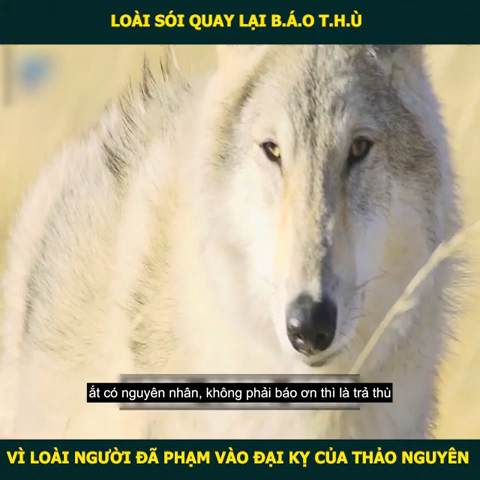 LOÀI SÓI QUAY LẠI B.Á.O T.H.Ù
ắt có nguyên nhân, không phải báo ơn thì là trả thù
VÌ LOÀI NGƯỜI ĐÃ PHẠM VÀO ĐẠI KỴ CỦA THẢO NGUYÊN